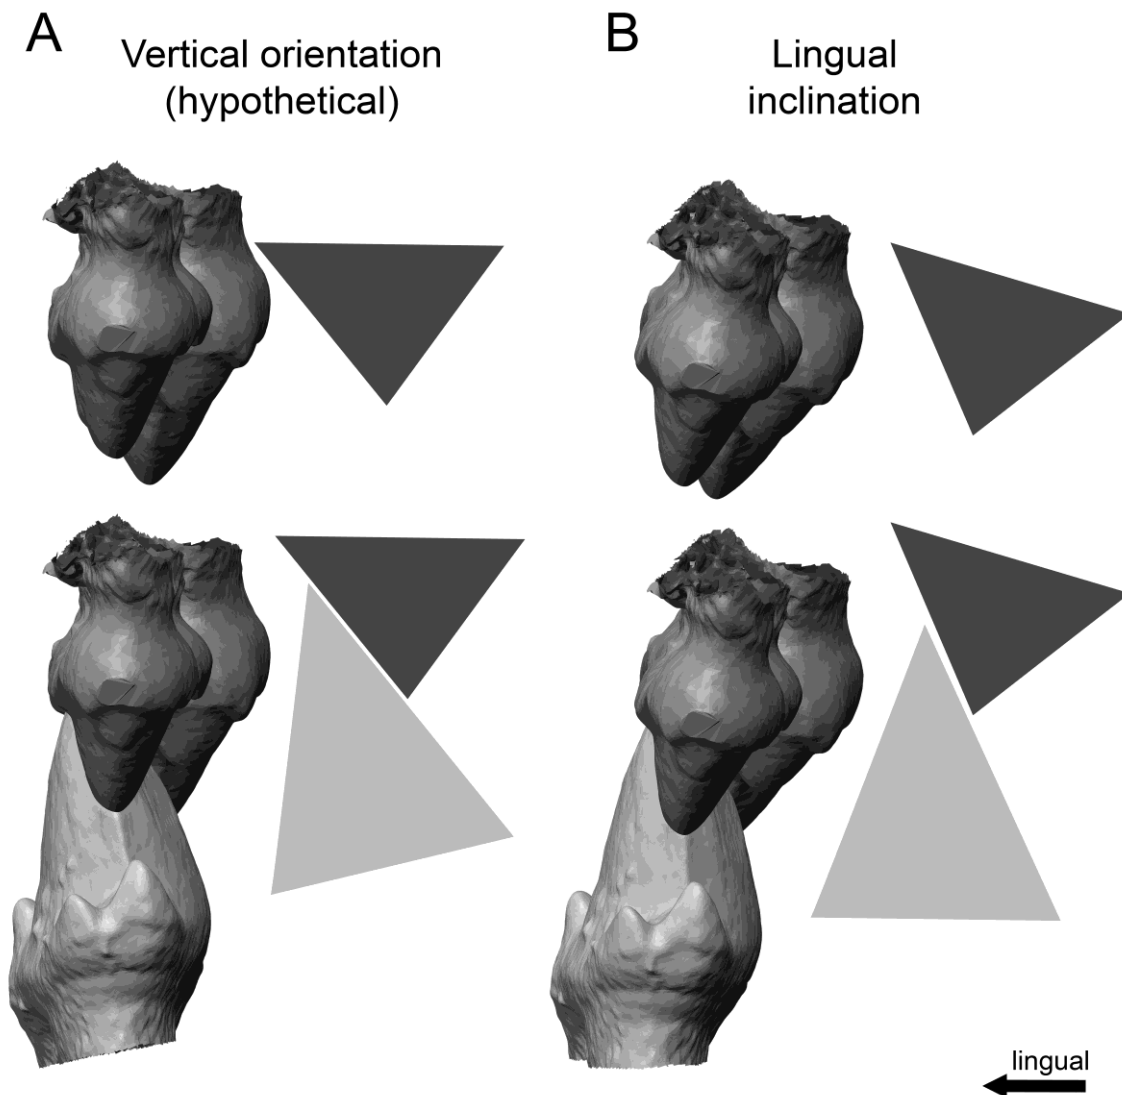 A
Vertical orientation
(hypothetical)
B
Lingual
inclination
lingual